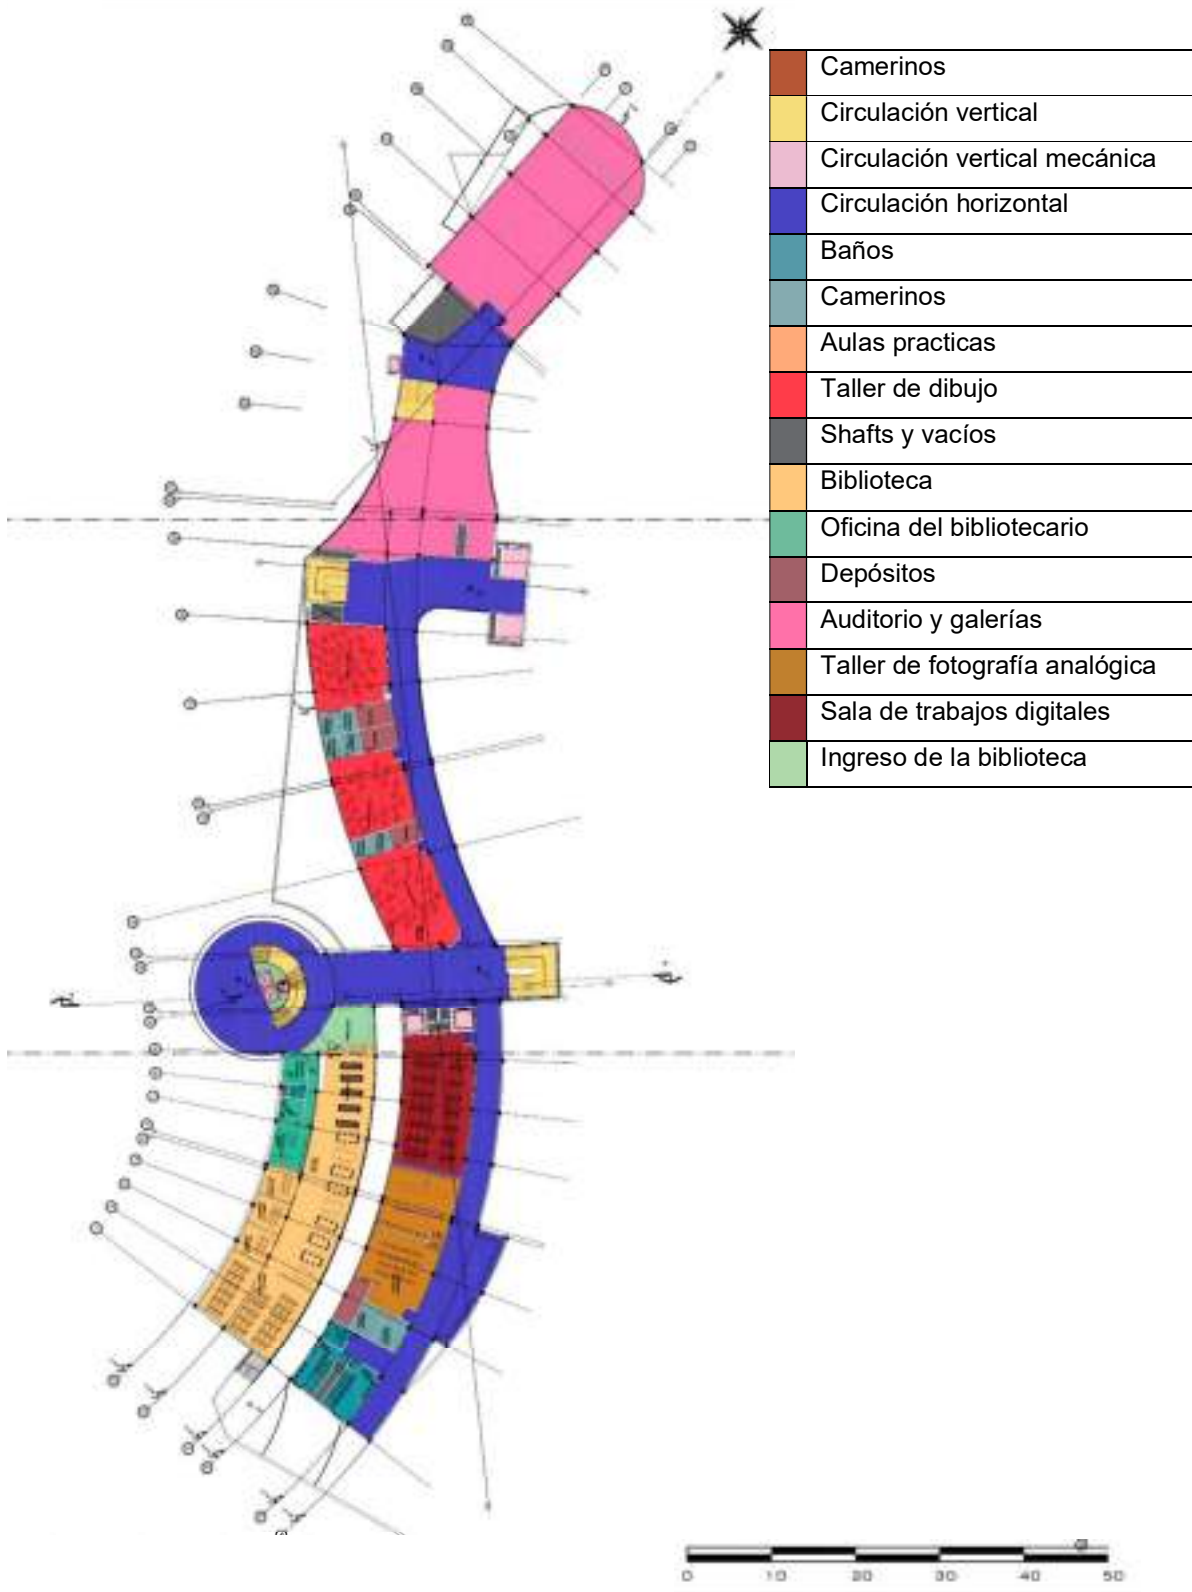 Camerinos
Circulación vertical
Circulación vertical mecánica
Circulación horizontal
Baños
Camerinos
Aulas practicas
Taller de dibujo
Shafts y vacíos
Biblioteca
Oficina del bibliotecario
Depósitos
Auditorio y galerías
Taller de fotografía analógica
Sala de trabajos digitales
Ingreso de la biblioteca
0 10 20 30 40 50